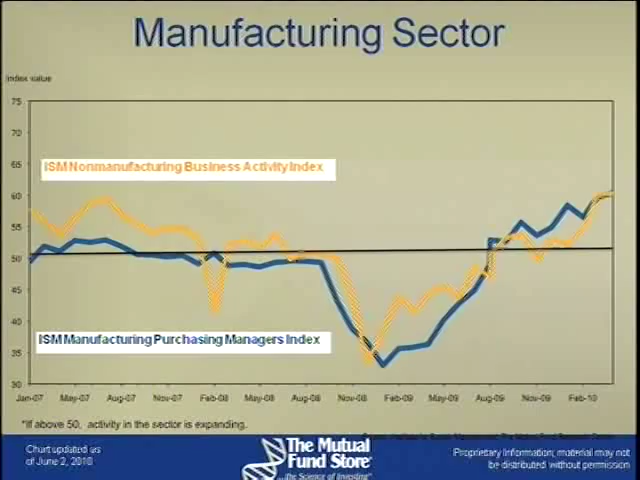 Manufacturing Sector
Index value
75
65
ISM Nonmanufacturing Business Activity Index
60
55
50
45
40
ISM Manufacturing Purchasing Managers Index
35
30
Jan-07 May-07 Aug-07 Nov-07 Feb-08 May-08 Aug-08 Nov-08 Feb-09 May-09 Aug-09 Nov-09 Feb-10
*If above 50, activity in the sector is expanding.
Chart updated as
of June 2, 2010
The Mutual
Fund Store®
...the Science of Investing®
Proprietary Information; material may not
be distributed without permission